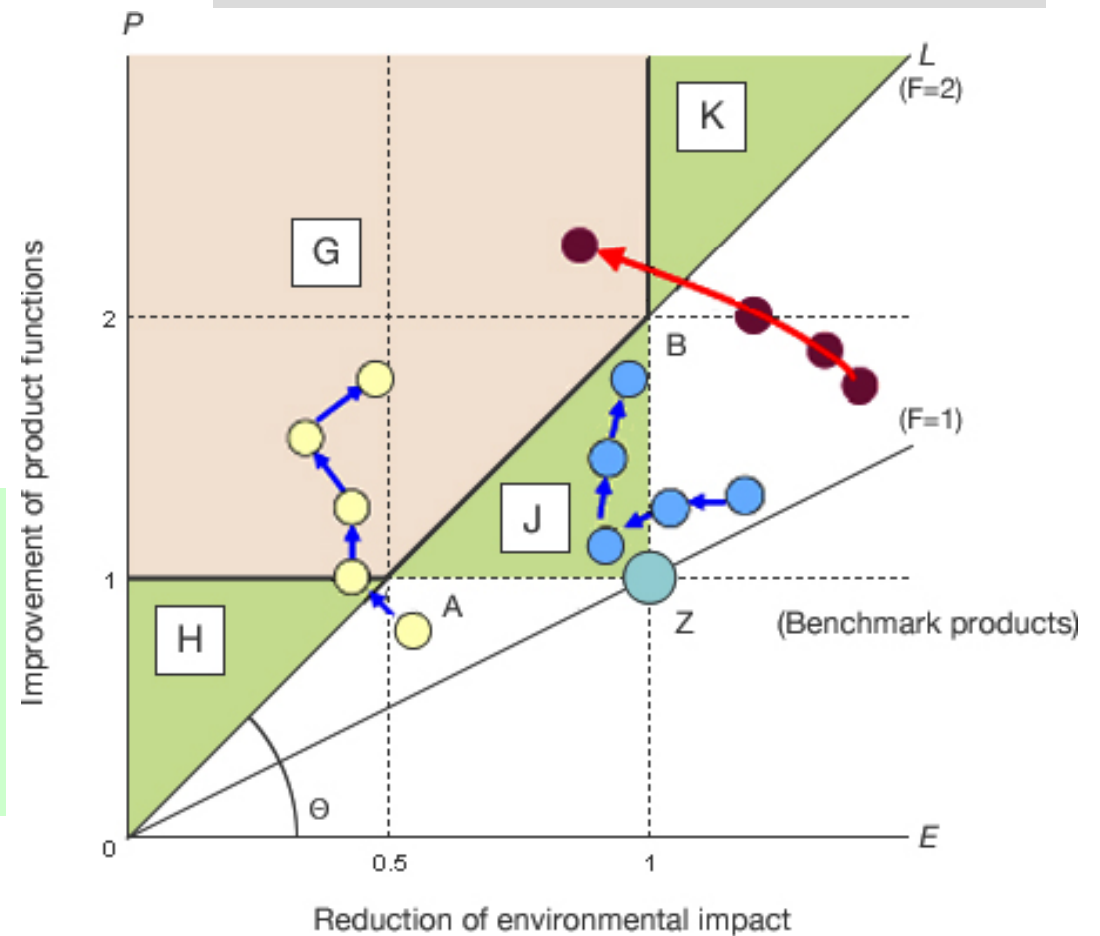 P
L
(F=2)
K
G
2
B
(F=1)
J
1
A
H
Z
(Benchmark products)
Θ
0
E
0.5
1
Improvement of product functions
Reduction of environmental impact